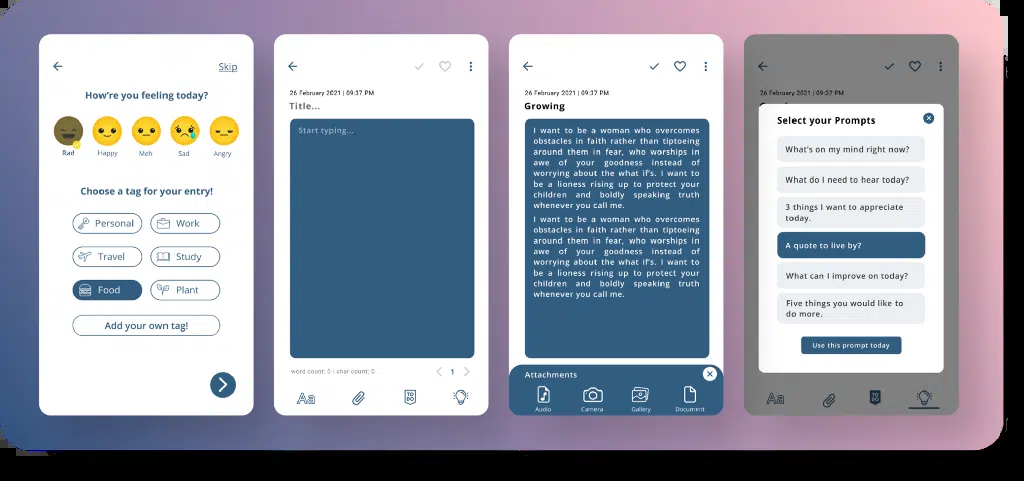 Skip
How're you feeling today?
Rad
Happy
Meh
Sad
Angry
Choose a tag for your entry!
Personal
Work
Travel
Study
Food
Plant
Add your own tag!
26 February 2021 | 09:37 PM
Title...
Start typing...
word count: 0 | char count: 0
1
Aa
TO
DO
26 February 2021 | 09:37 PM
Growing
I want to be a woman who overcomes
obstacles in faith rather than tiptoeing
around them in fear, who worships in
awe of your goodness instead of
worrying about the what if's. I want to
be a lioness rising up to protect your
children and boldly speaking truth
whenever you call me.
I want to be a woman who overcomes
obstacles in faith rather than tiptoeing
around them in fear, who worships in
awe of your goodness instead of
worrying about the what if's. I want to
be a lioness rising up to protect your
children and boldly speaking truth
whenever you call me.
Attachments
Audio
Camera
Gallery
Document
26 February 2021 | 09:37 PM
Select your Prompts
What's on my mind right now?
What do I need to hear today?
3 things I want to appreciate
today.
A quote to live by?
What can I improve on today?
Five things you would like to
do more.
Use this prompt today
Aa
TO
DO